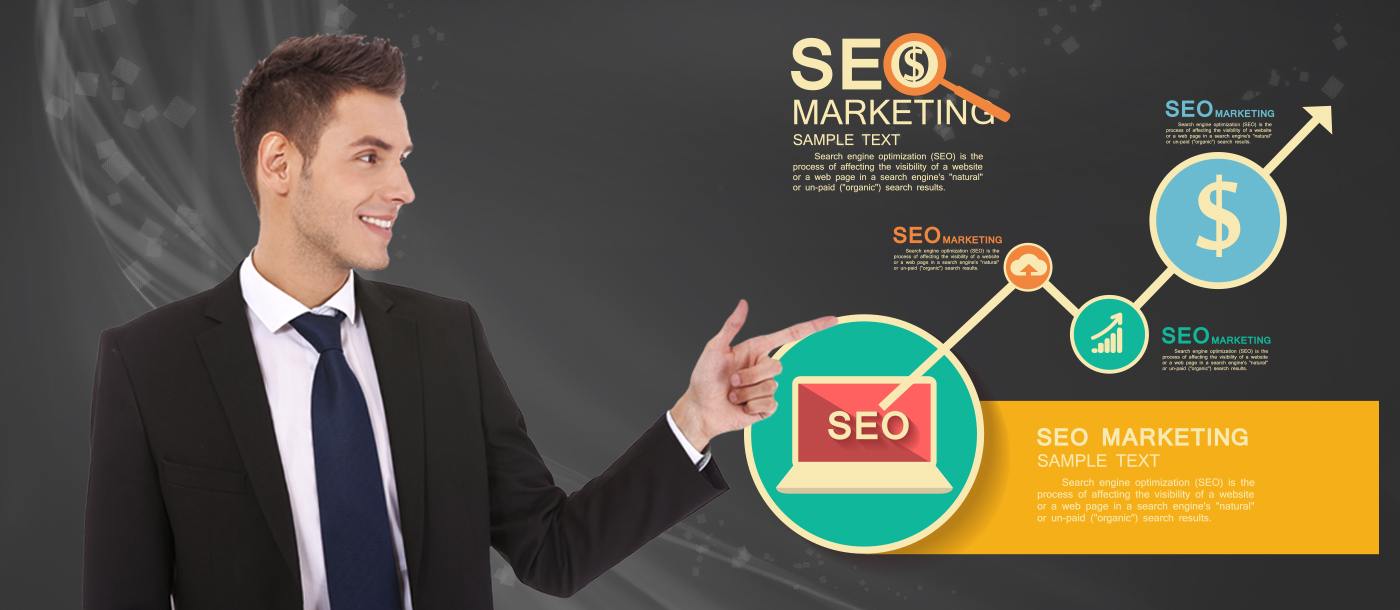 SEO
MARKETING
SAMPLE TEXT
Search engine optimization (SEO) is the
process of affecting the visibility of a website
or a web page in a search engine's "natural"
or un-paid ("organic") search results.
SEO MARKETING
Search engine optimization (SEO) is the
process of affecting the visibility of a website
or a web page in a search engine's "natural"
or un-paid ("organic") search results.
SEO MARKETING
Search engine optimization (SEO) is the
process of affecting the visibility of a website
or a web page in a search engine's "natural"
or un-paid ("organic") search results.
$
SEO MARKETING
Search engine optimization (SEO) is the
process of affecting the visibility of a website
or a web page in a search engine's "natural"
or un-paid ("organic") search results.
SEO
SEO MARKETING
SAMPLE TEXT
Search engine optimization (SEO) is the
process of affecting the visibility of a website
or a web page in a search engine's "natural"
or un-paid ("organic") search results.